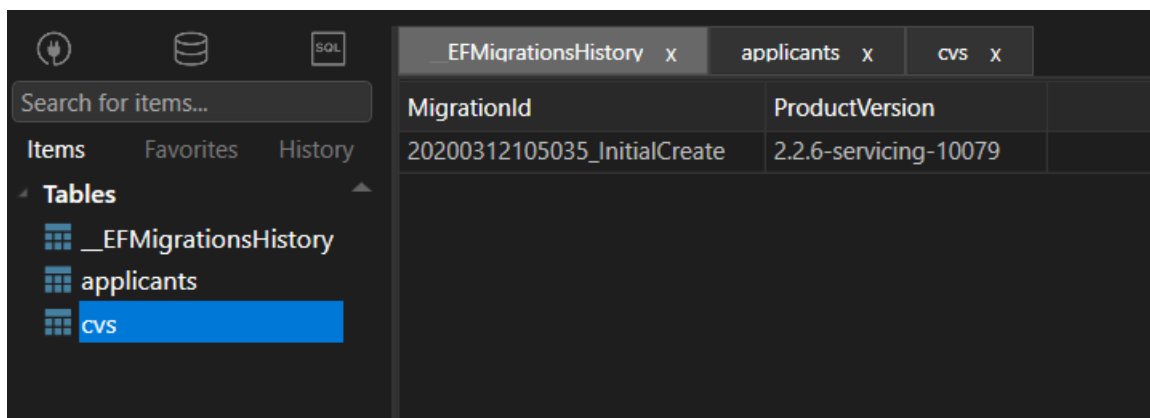 SQL
__EFMigrationsHistory x applicants x cvs x
Search for items...
MigrationId ProductVersion
Items Favorites History
20200312105035_InitialCreate 2.2.6-servicing-10079
Tables
__EFMigrationsHistory
applicants
cvs